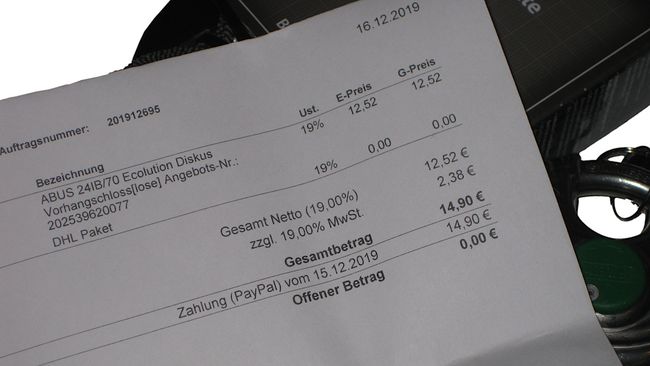 16.12.2019
Auftragsnummer: 201912695
Bezeichnung Ust. E-Preis G-Preis
ABUS 24IB/70 Ecolution Diskus 19% 12,52 12,52
Vorhangschloss[lose] Angebots-Nr.:
202539620077
DHL Paket 19% 0,00 0,00
Gesamt Netto (19.00%) 12,52 €
zzgl. 19,00% MwSt. 2,38 €
Gesamtbetrag 14,90 €
Zahlung (PayPal) vom 15.12.2019 14,90 €
Offener Betrag 0,00 €